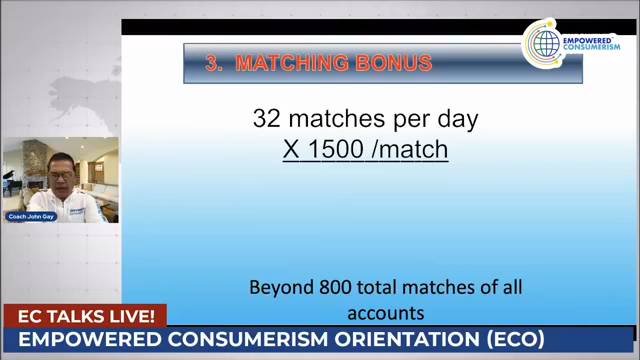 EMPOWERED
CONSUMERISM
3. MATCHING BONUS
32 matches per day
X 1500 /match
Coach John Gay
Beyond 800 total matches of all
accounts
EC TALKS LIVE!
EMPOWERED CONSUMERISM ORIENTATION (ECO)